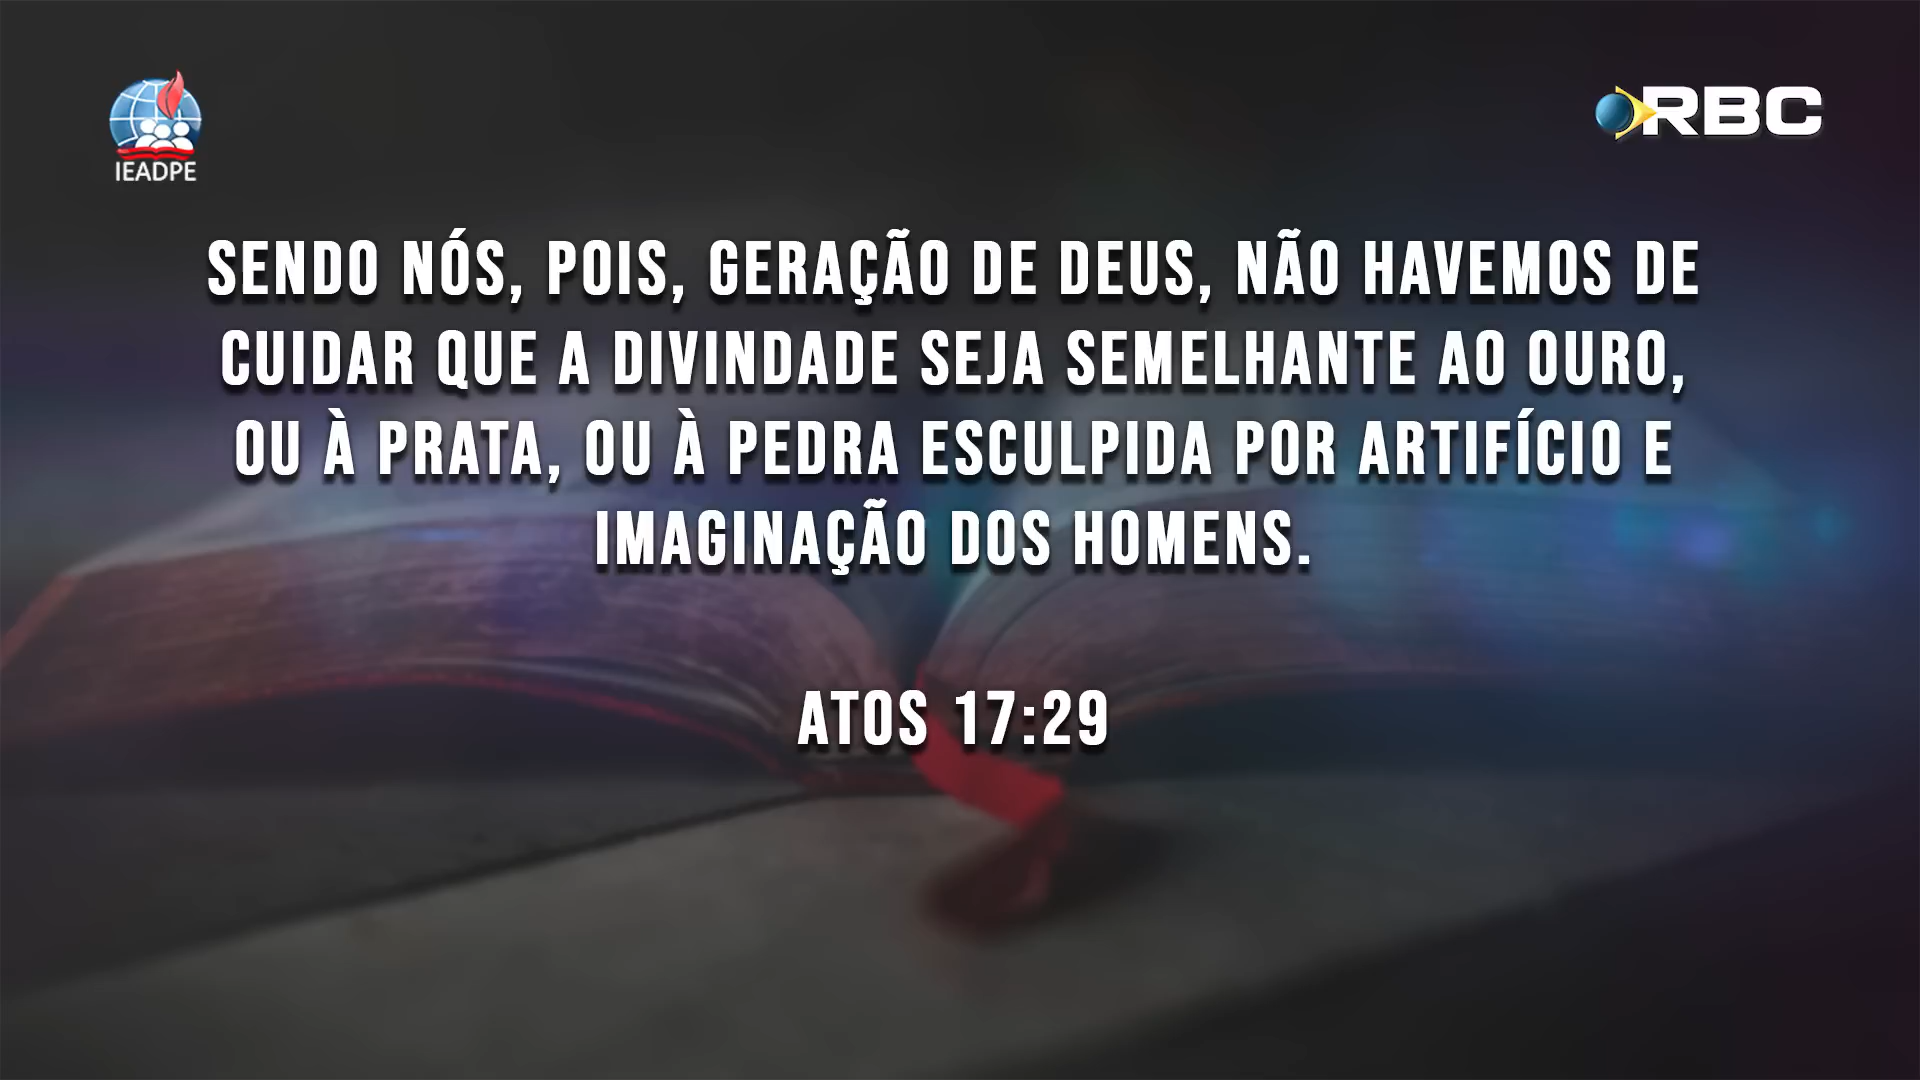 IEADPE
RBC
SENDO NÓS, POIS, GERAÇÃO DE DEUS, NÃO HAVEMOS DE
CUIDAR QUE A DIVINDADE SEJA SEMELHANTE AO OURO,
OU À PRATA, OU À PEDRA ESCULPIDA POR ARTIFÍCIO E
IMAGINAÇÃO DOS HOMENS.
ATOS 17:29